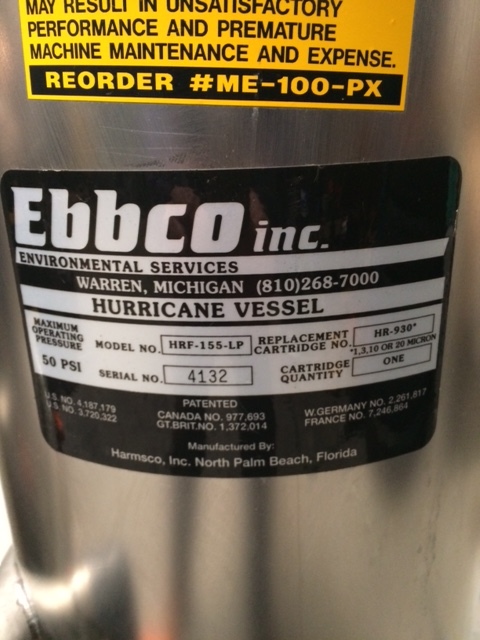 MAY RESULT IN UNSATISFACTORY
PERFORMANCE AND PREMATURE
MACHINE MAINTENANCE AND EXPENSE.
REORDER #ME-100-PX
Ebbco inc.
ENVIRONMENTAL SERVICES
WARREN, MICHIGAN (810)268-7000
HURRICANE VESSEL
MAXIMUM
OPERATING
PRESSURE
50 PSI
MODEL NO. HRF-155-LP
SERIAL NO. 4132
REPLACEMENT
CARTRIDGE NO. HR-930*
*1,3,10 OR 20 MICRON
CARTRIDGE
QUANTITY ONE
PATENTED
U.S. NO. 4,187,179
U.S. NO. 3,720,322
CANADA NO. 977,693
GT.BRIT.NO. 1,372,014
W.GERMANY NO. 2,261,817
FRANCE NO. 7,246,864
Manufactured By:
Harmsco, Inc. North Palm Beach, Florida